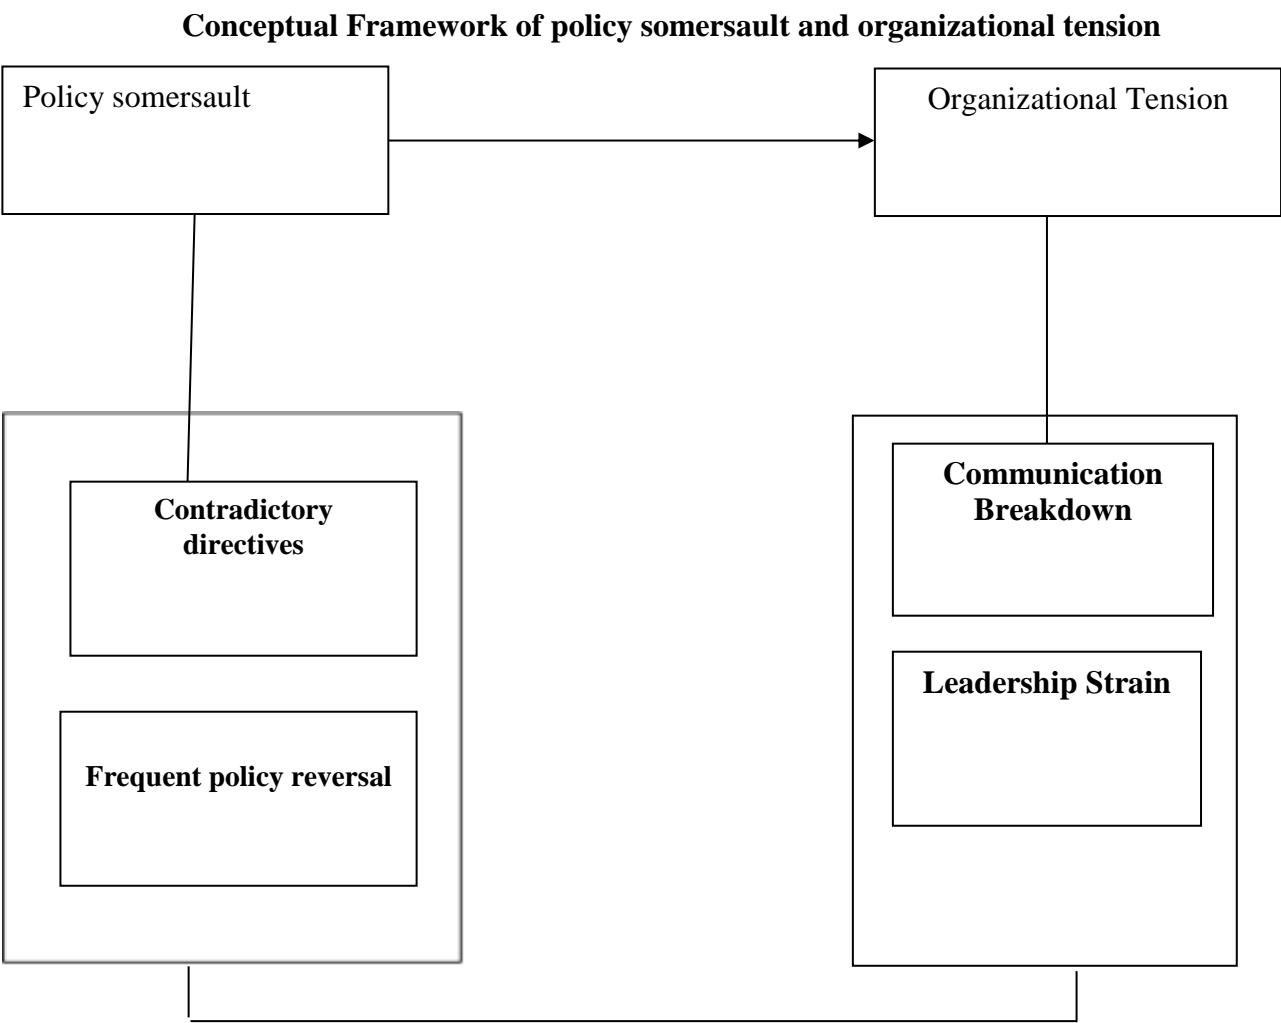 Conceptual Framework of policy somersault and organizational tension
Policy somersault
Organizational Tension
Contradictory
directives
Frequent policy reversal
Communication
Breakdown
Leadership Strain